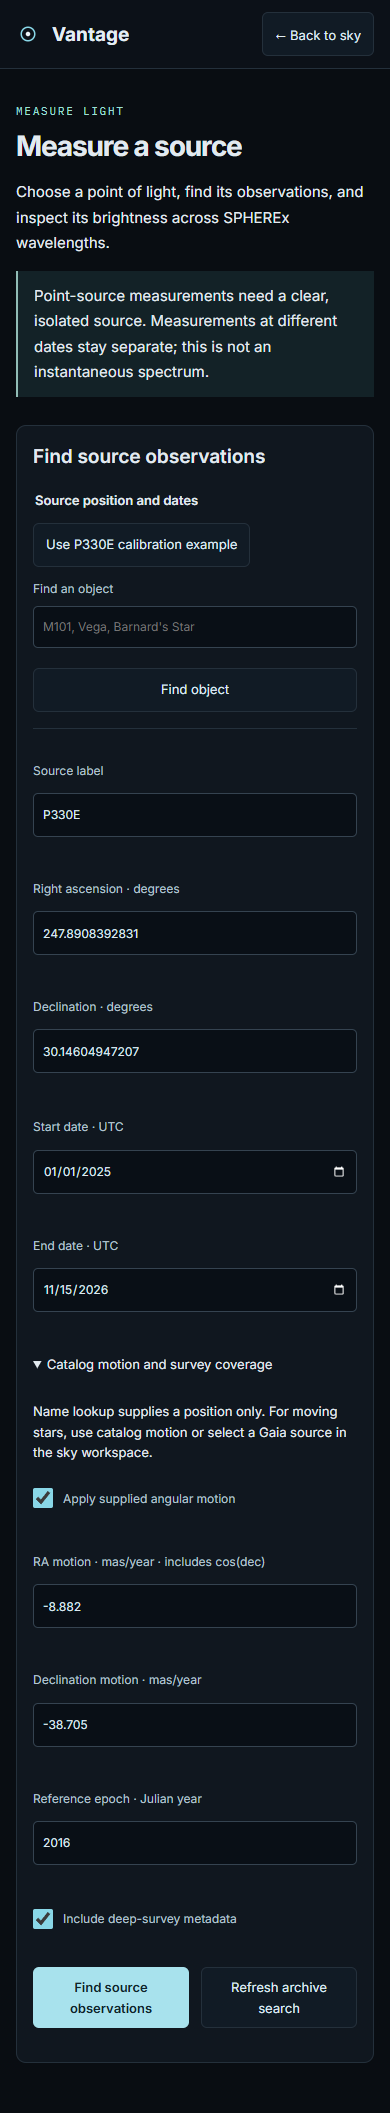 Vantage
← Back to sky
MEASURE LIGHT
Measure a source
Choose a point of light, find its observations, and
inspect its brightness across SPHEREx
wavelengths.
Point-source measurements need a clear,
isolated source. Measurements at different
dates stay separate; this is not an
instantaneous spectrum.
Find source observations
Source position and dates
Use P330E calibration example
Find an object
M101, Vega, Barnard's Star
Find object
Source label
P330E
Right ascension · degrees
247.8908392831
Declination · degrees
30.14604947207
Start date · UTC
01/01/2025
End date · UTC
11/15/2026
▼ Catalog motion and survey coverage
Name lookup supplies a position only. For moving
stars, use catalog motion or select a Gaia source in
the sky workspace.
Apply supplied angular motion
RA motion · mas/year · includes cos(dec)
-8.882
Declination motion · mas/year
-38.705
Reference epoch · Julian year
2016
Include deep-survey metadata
Find source
observations
Refresh archive
search